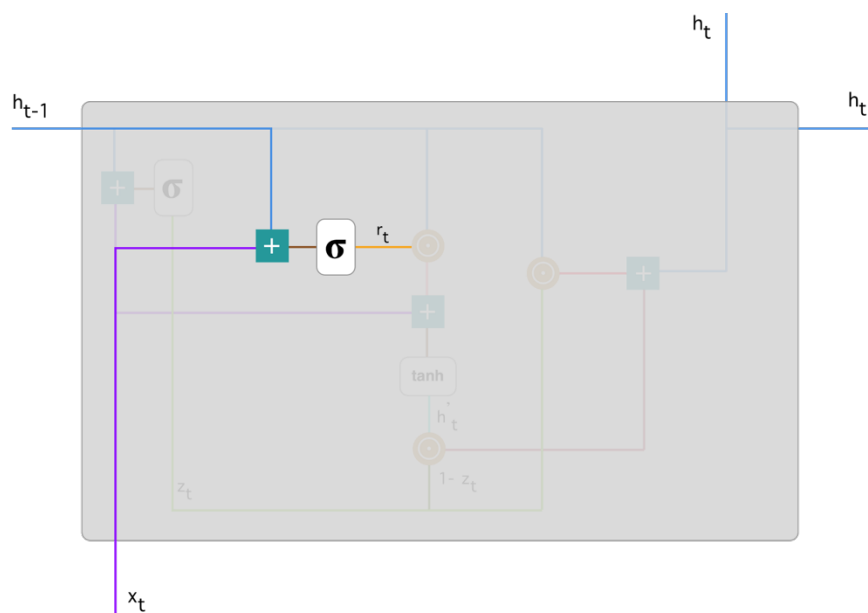 h_t
h_t-1
h_t
σ
r_t
σ
+
+
+
+
tanh
h'_t
1- z_t
z_t
x_t